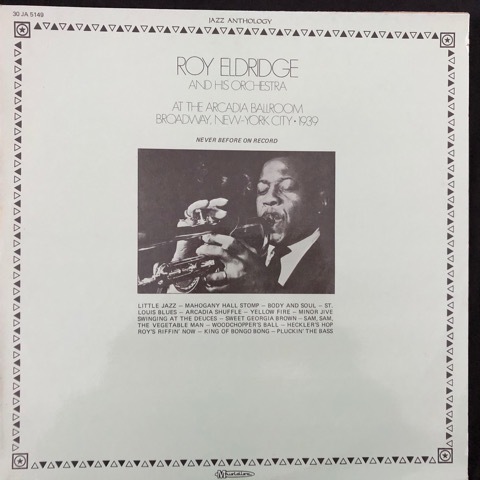 30 JA 5149
JAZZ ANTHOLOGY
ROY ELDRIDGE
AND HIS ORCHESTRA
AT THE ARCADIA BALLROOM
BROADWAY, NEW-YORK CITY • 1939
NEVER BEFORE ON RECORD
LITTLE JAZZ – MAHOGANY HALL STOMP – BODY AND SOUL – ST.
LOUIS BLUES – ARCADIA SHUFFLE – YELLOW FIRE – MINOR JIVE
SWINGING AT THE DEUCES – SWEET GEORGIA BROWN – SAM, SAM,
THE VEGETABLE MAN – WOODCHOPPER'S BALL – HECKLER'S HOP
ROY'S RIFFIN' NOW – KING OF BONGO BONG – PLUCKIN' THE BASS
Musidisc